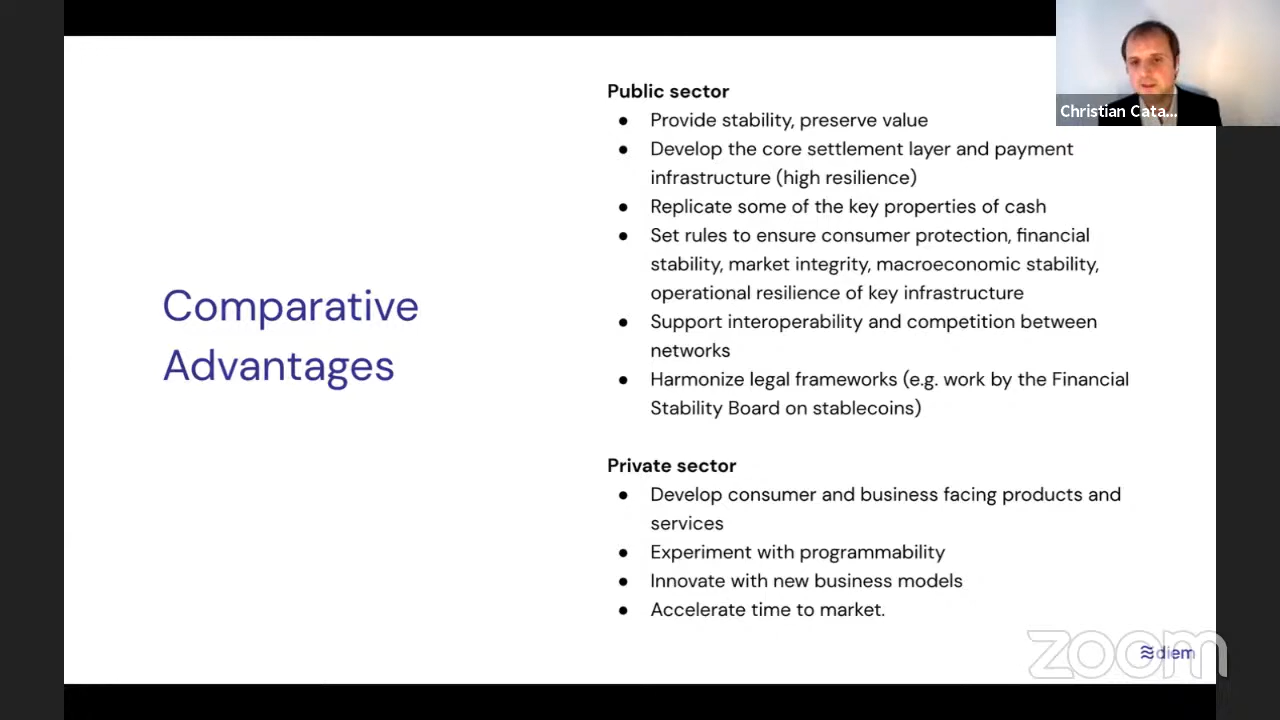 Christian Cata...
Comparative
Advantages
Public sector
● Provide stability, preserve value
● Develop the core settlement layer and payment
infrastructure (high resilience)
● Replicate some of the key properties of cash
● Set rules to ensure consumer protection, financial
stability, market integrity, macroeconomic stability,
operational resilience of key infrastructure
● Support interoperability and competition between
networks
● Harmonize legal frameworks (e.g. work by the Financial
Stability Board on stablecoins)
Private sector
● Develop consumer and business facing products and
services
● Experiment with programmability
● Innovate with new business models
● Accelerate time to market.
zoom
diem